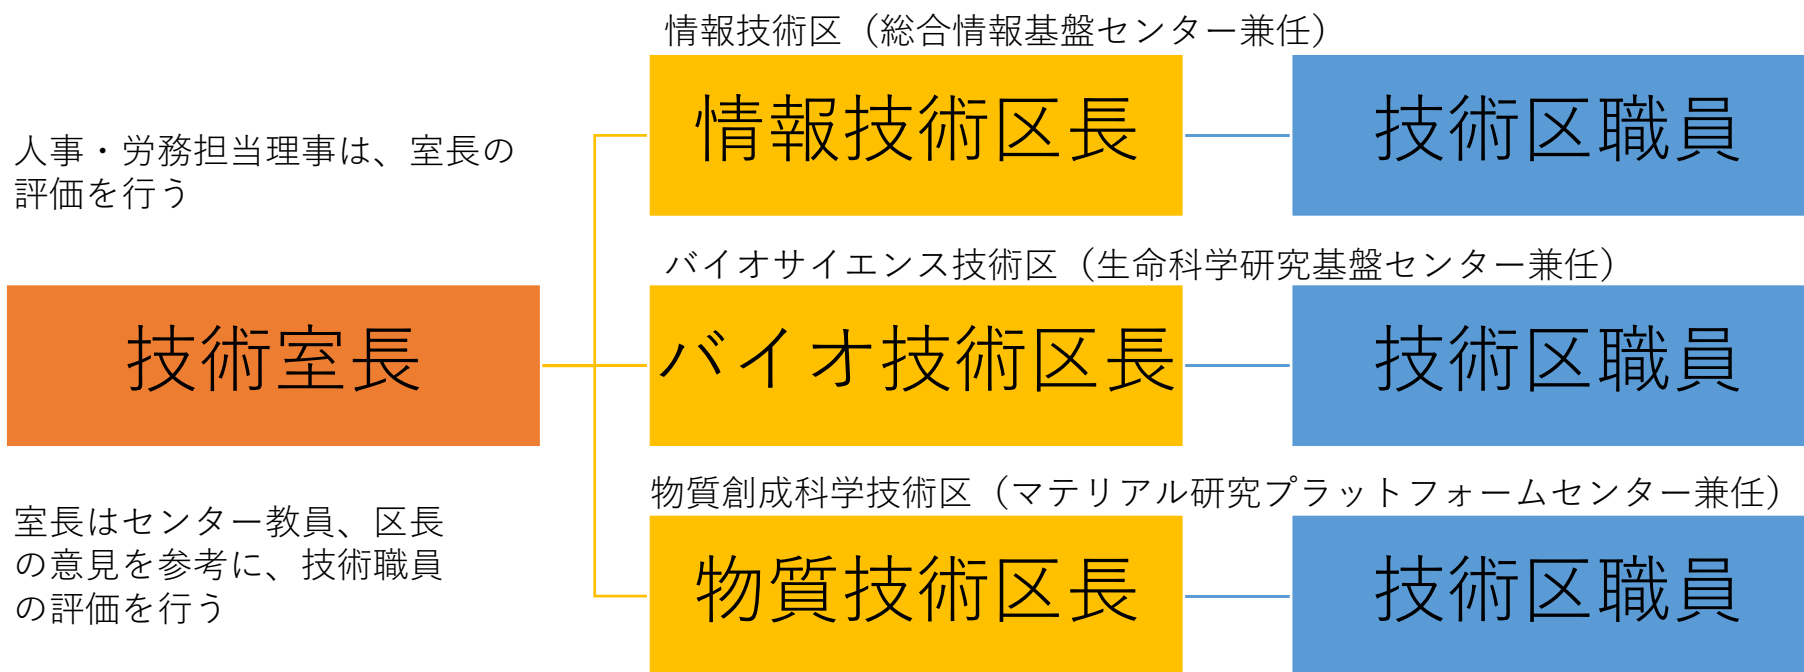 情報技術区（総合情報基盤センター兼任）
情報技術区長
技術区職員
人事・労務担当理事は、室長の
評価を行う
バイオサイエンス技術区（生命科学研究基盤センター兼任）
技術室長
バイオ技術区長
技術区職員
物質創成科学技術区（マテリアル研究プラットフォームセンター兼任）
室長はセンター教員、区長
の意見を参考に、技術職員
の評価を行う
物質技術区長
技術区職員